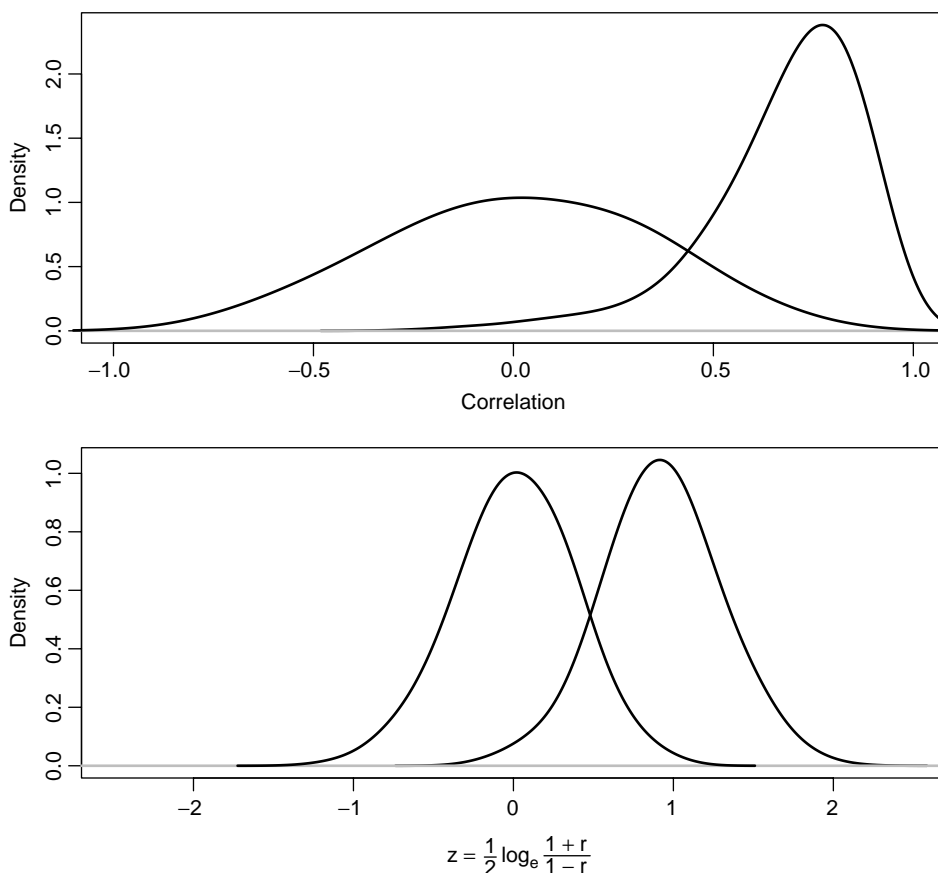 Density
0.0 0.5 1.0 1.5 2.0
−1.0 −0.5 0.0 0.5 1.0
Correlation
Density
0.0 0.2 0.4 0.6 0.8 1.0
−2 −1 0 1 2
z = 1/2 log_e (1 + r)/(1 − r)